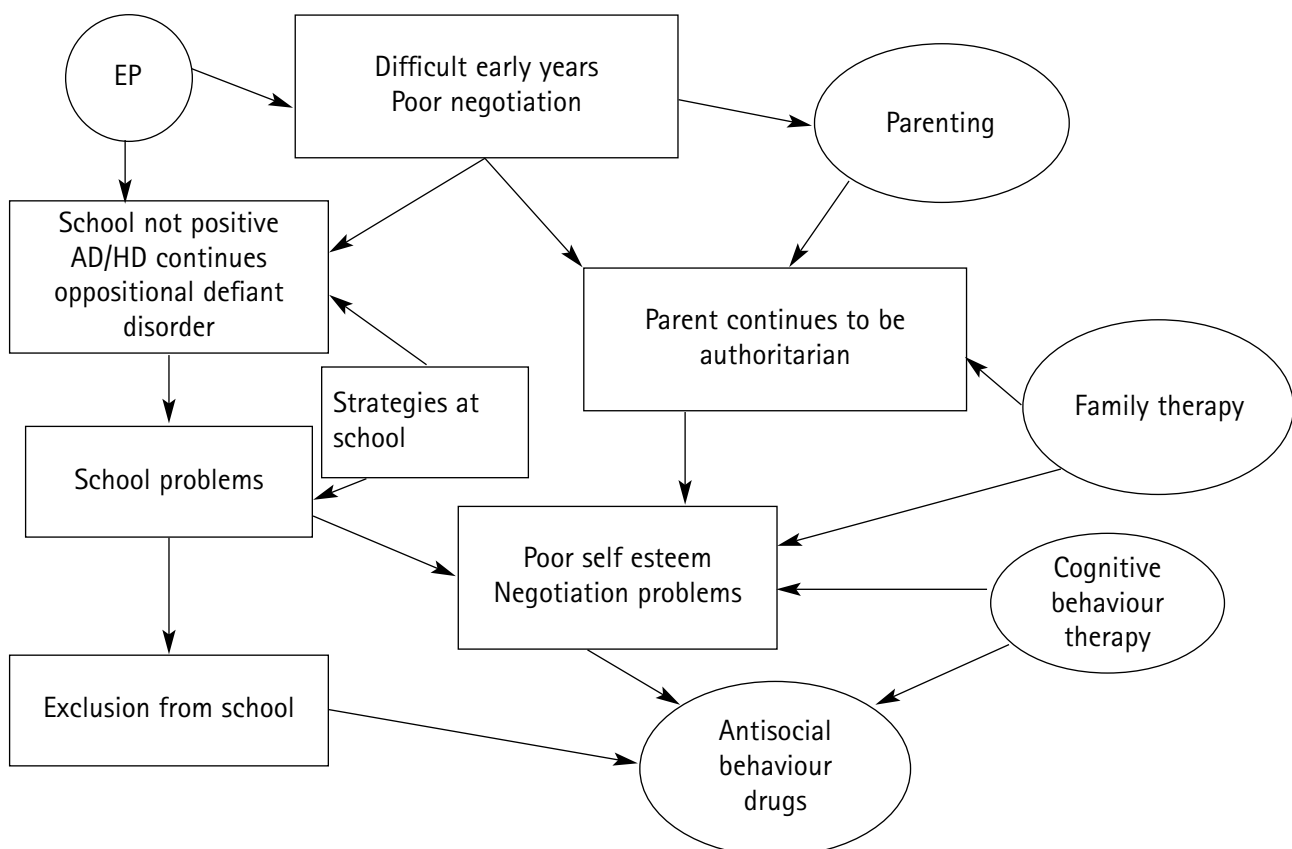 EP
Difficult early years
Poor negotiation
Parenting
School not positive
AD/HD continues
oppositional defiant
disorder
Parent continues to be
authoritarian
Strategies at
school
Family therapy
School problems
Poor self esteem
Negotiation problems
Cognitive
behaviour
therapy
Exclusion from school
Antisocial
behaviour
drugs